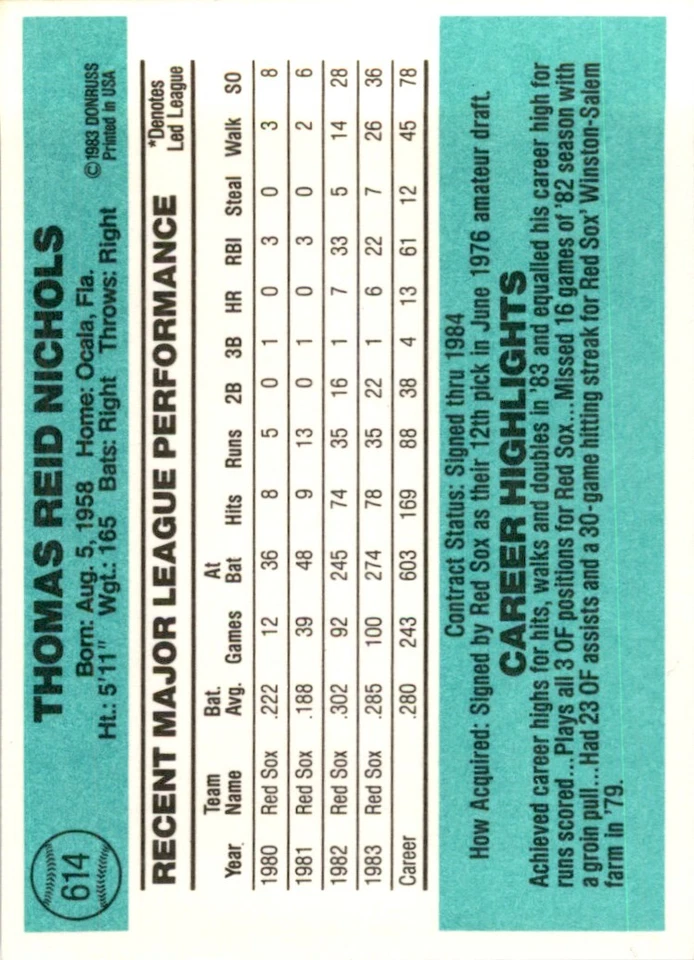 614
THOMAS REID NICHOLS
Born: Aug. 5, 1958 Home: Ocala, Fla.
Ht.: 5'11" Wgt.: 165 Bats: Right Throws: Right
©1983 DONRUSS
Printed in USA
RECENT MAJOR LEAGUE PERFORMANCE
*Denotes
Led League
Year Team Name Bat. Avg. Games At Bat Hits Runs 2B 3B HR RBI Steal Walk SO
1980 Red Sox .222 12 36 8 5 0 1 0 3 0 3 8
1981 Red Sox .188 39 48 9 13 0 1 0 3 0 2 6
1982 Red Sox .302 92 245 74 35 16 1 7 33 5 14 28
1983 Red Sox .285 100 274 78 35 22 1 6 22 7 26 36
Career .280 243 603 169 88 38 4 13 61 12 45 78
Contract Status: Signed thru 1984
How Acquired: Signed by Red Sox as their 12th pick in June 1976 amateur draft.
CAREER HIGHLIGHTS
Achieved career highs for hits, walks and doubles in '83 and equalled his career high for
runs scored...Plays all 3 OF positions for Red Sox...Missed 16 games of '82 season with
a groin pull...Had 23 OF assists and a 30-game hitting streak for Red Sox' Winston-Salem
farm in '79.